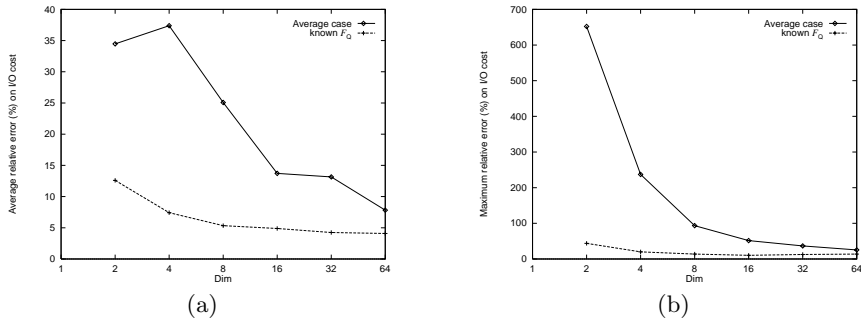 Average relative error (%) on I/O cost
40
35
30
25
20
15
10
5
0
Average case
known F_Q
1 2 4 8 16 32 64
Dim
(a)
Maximum relative error (%) on I/O cost
700
600
500
400
300
200
100
0
Average case
known F_Q
1 2 4 8 16 32 64
Dim
(b)